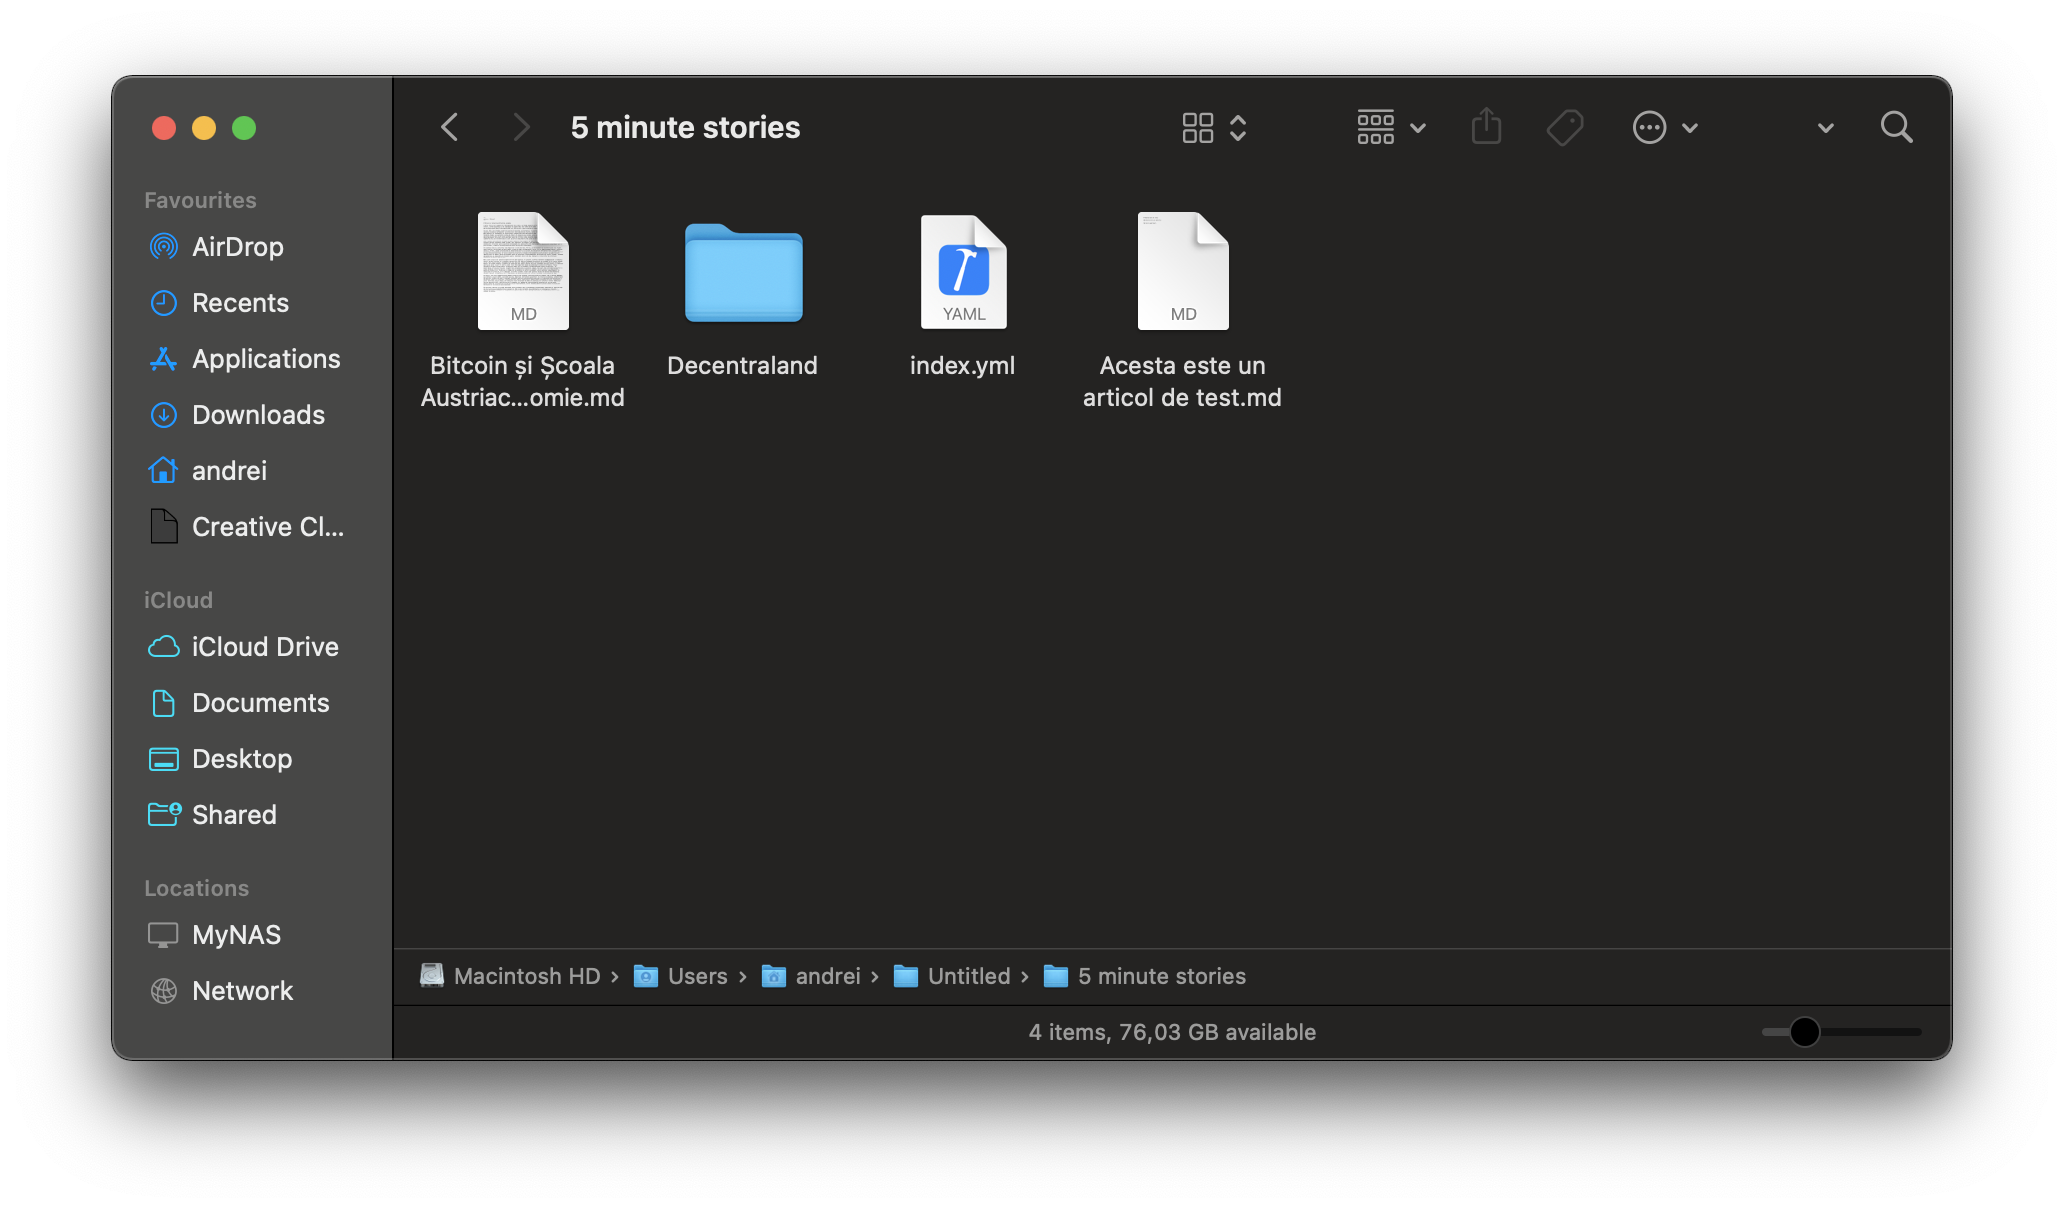 5 minute stories
Favourites
AirDrop
Recents
Applications
Downloads
andrei
Creative Cl...
iCloud
iCloud Drive
Documents
Desktop
Shared
Locations
MyNAS
Network
MD
Bitcoin și Școala
Austriac...omie.md
Decentraland
YAML
index.yml
MD
Acesta este un
articol de test.md
Macintosh HD › Users › andrei › Untitled › 5 minute stories
4 items, 76,03 GB available